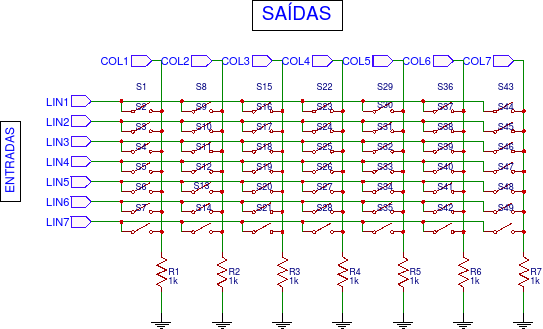 SAÍDAS
COL1 COL2 COL3 COL4 COL5 COL6 COL7
S1 S8 S15 S22 S29 S36 S43
LIN1
S2 S9 S16 S23 S30 S37 S44
LIN2
S3 S10 S17 S24 S31 S38 S45
LIN3
S4 S11 S18 S25 S32 S39 S46
ENTRADAS
LIN4
S5 S12 S19 S26 S33 S40 S47
LIN5
S6 S13 S20 S27 S34 S41 S48
LIN6
S7 S14 S21 S28 S35 S42 S49
LIN7
R1 R2 R3 R4 R5 R6 R7
1k 1k 1k 1k 1k 1k 1k